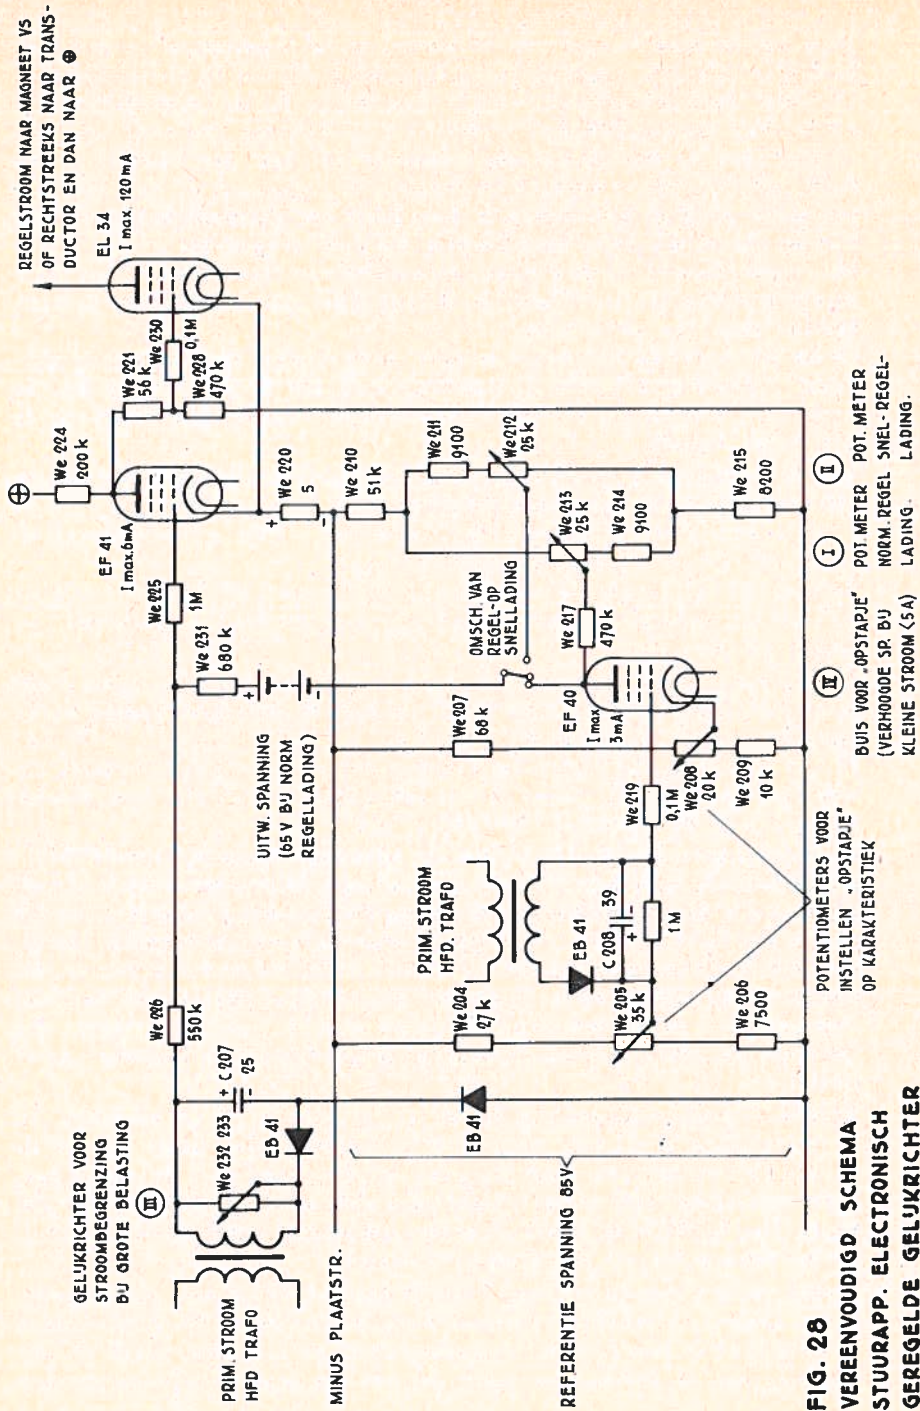 REGELSTROOM NAAR MAGNEET VS
OF RECHTSTREEKS NAAR TRANS-
DUCTOR EN DAN NAAR ⊕
EL 34
I max. 120 mA
We 221
56 k
We 230
0,1M
We 228
470 k
We 224
200 k
EF 41
I max. 6mA
We 225
1M
We 231
680 k
+
-
UITW. SPANNING
(65 V BIJ NORM
REGELLADING)
We 226
550 k
+ C 207
- 25
GELIJKRICHTER VOOR
STROOMBEGRENZING
BIJ GROTE BELASTING
III
We 232 233
EB 41
PRIM. STROOM
HFD TRAFO
MINUS PLAATSTR.
+ We 220
- 5
We 210
51 k
We 211
9100
We 212
25 k
We 213
25 k
We 214
9100
We 215
8200
OMSCH. VAN
REGEL-OP
SNELLADING
We 217
470 k
EF 40
I max
3mA
We 207
68 k
We 219
0,1 M
We 208
20 k
We 209
10 k
PRIM. STROOM
HFD. TRAFO
EB 41
C 208 39
+ -
1M
We 204
27 k
We 205
35 k
We 206
7500
EB 41
REFERENTIE SPANNING 85V
II
POT. METER
SNEL-REGEL-
LADING.
I
POT. METER
NORM. REGEL
LADING.
IV
BUIS VOOR „OPSTAPJE"
(VERHOOGDE SP. BIJ
KLEINE STROOM (5A)
POTENTIOMETERS VOOR
INSTELLEN „OPSTAPJE"
OP KARAKTERISTIEK
FIG. 28
VEREENVOUDIGD SCHEMA
STUURAPP. ELECTRONISCH
GEREGELDE GELIJKRICHTER